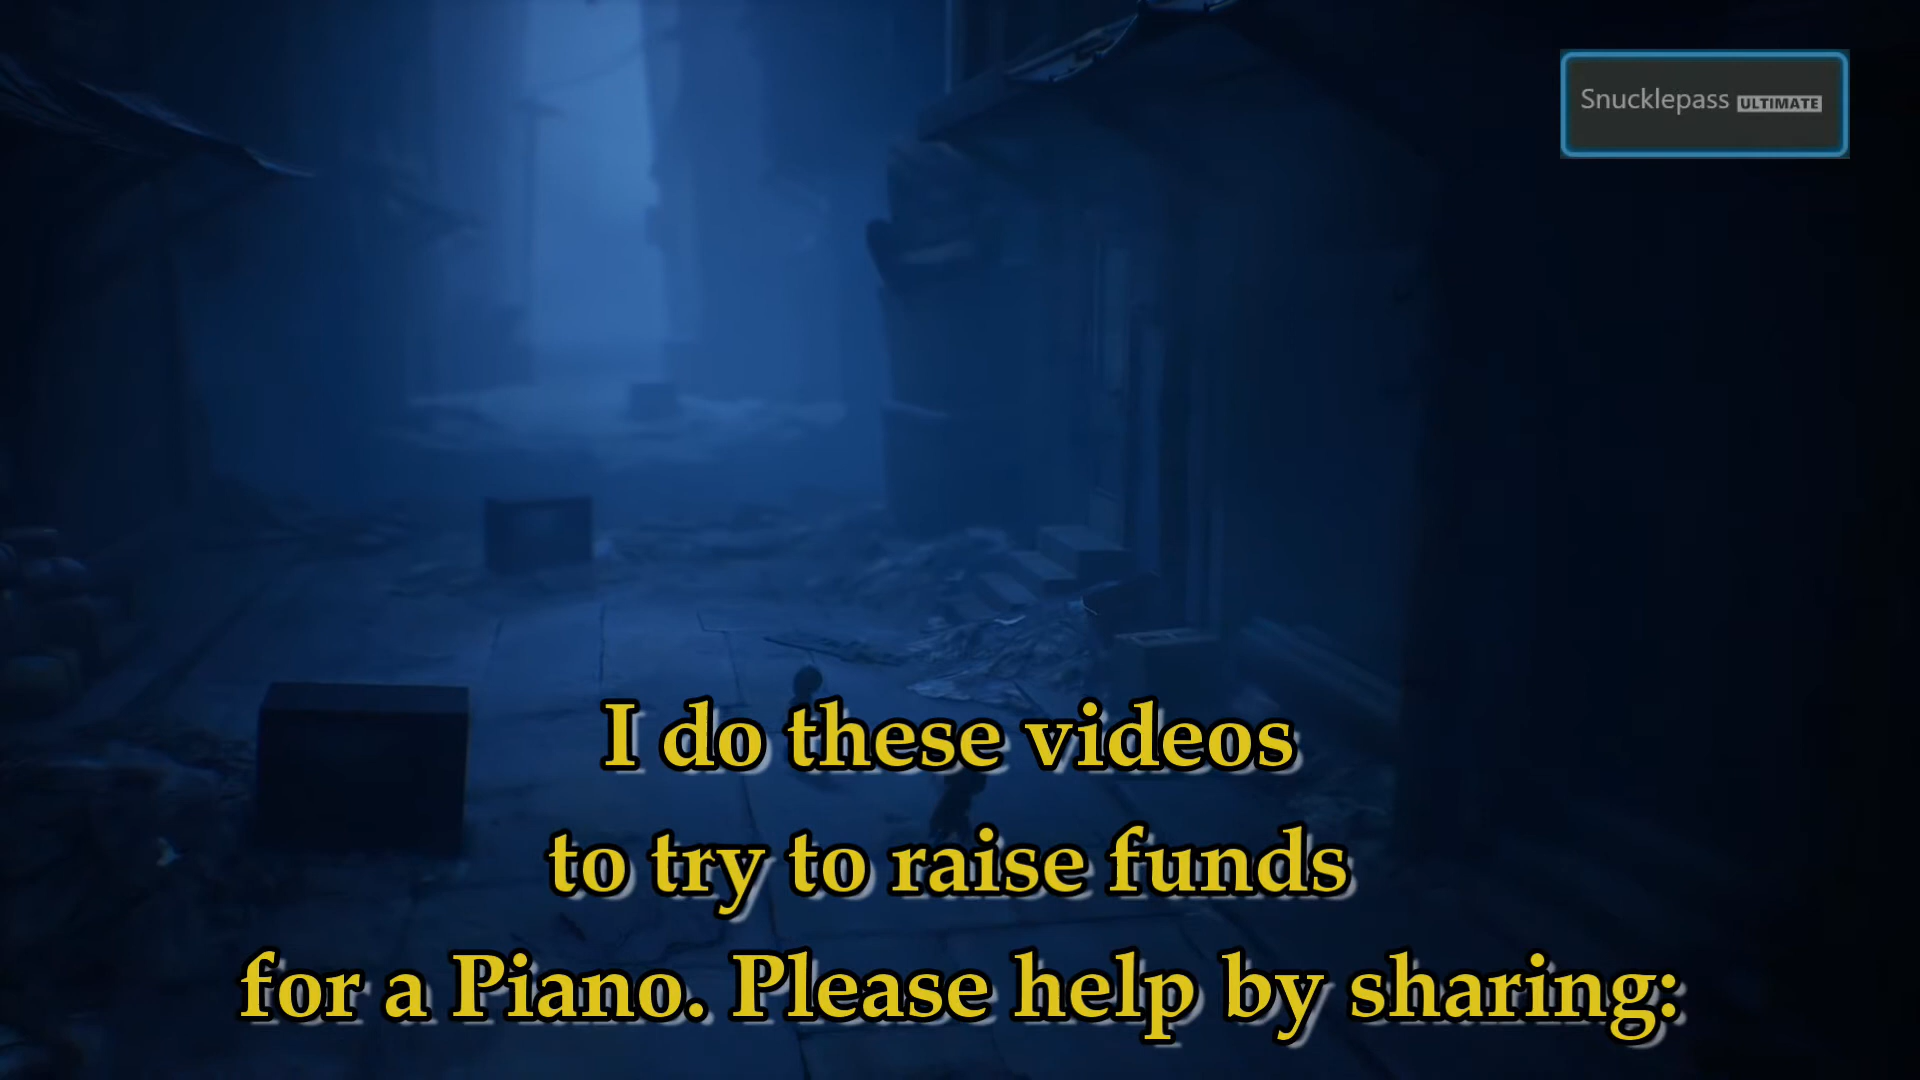 Snucklepass ULTIMATE
I do these videos
to try to raise funds
for a Piano. Please help by sharing: